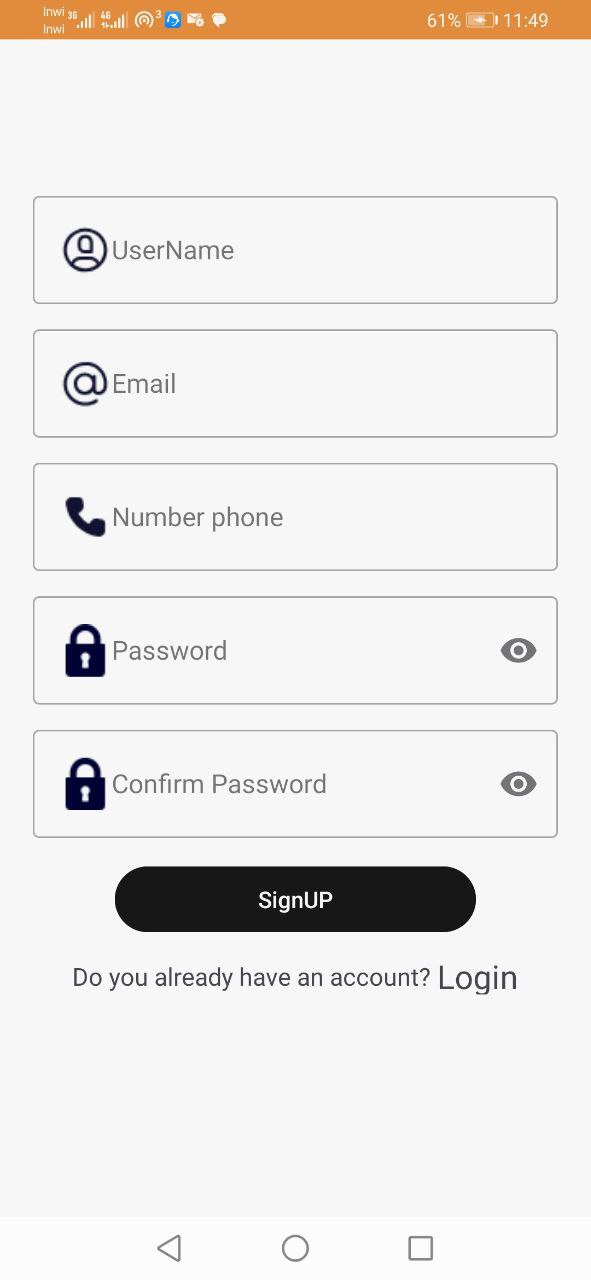 Inwi 3G 4G 3 61% 11:49
Inwi
UserName
Email
Number phone
Password
Confirm Password
SignUP
Do you already have an account? Login